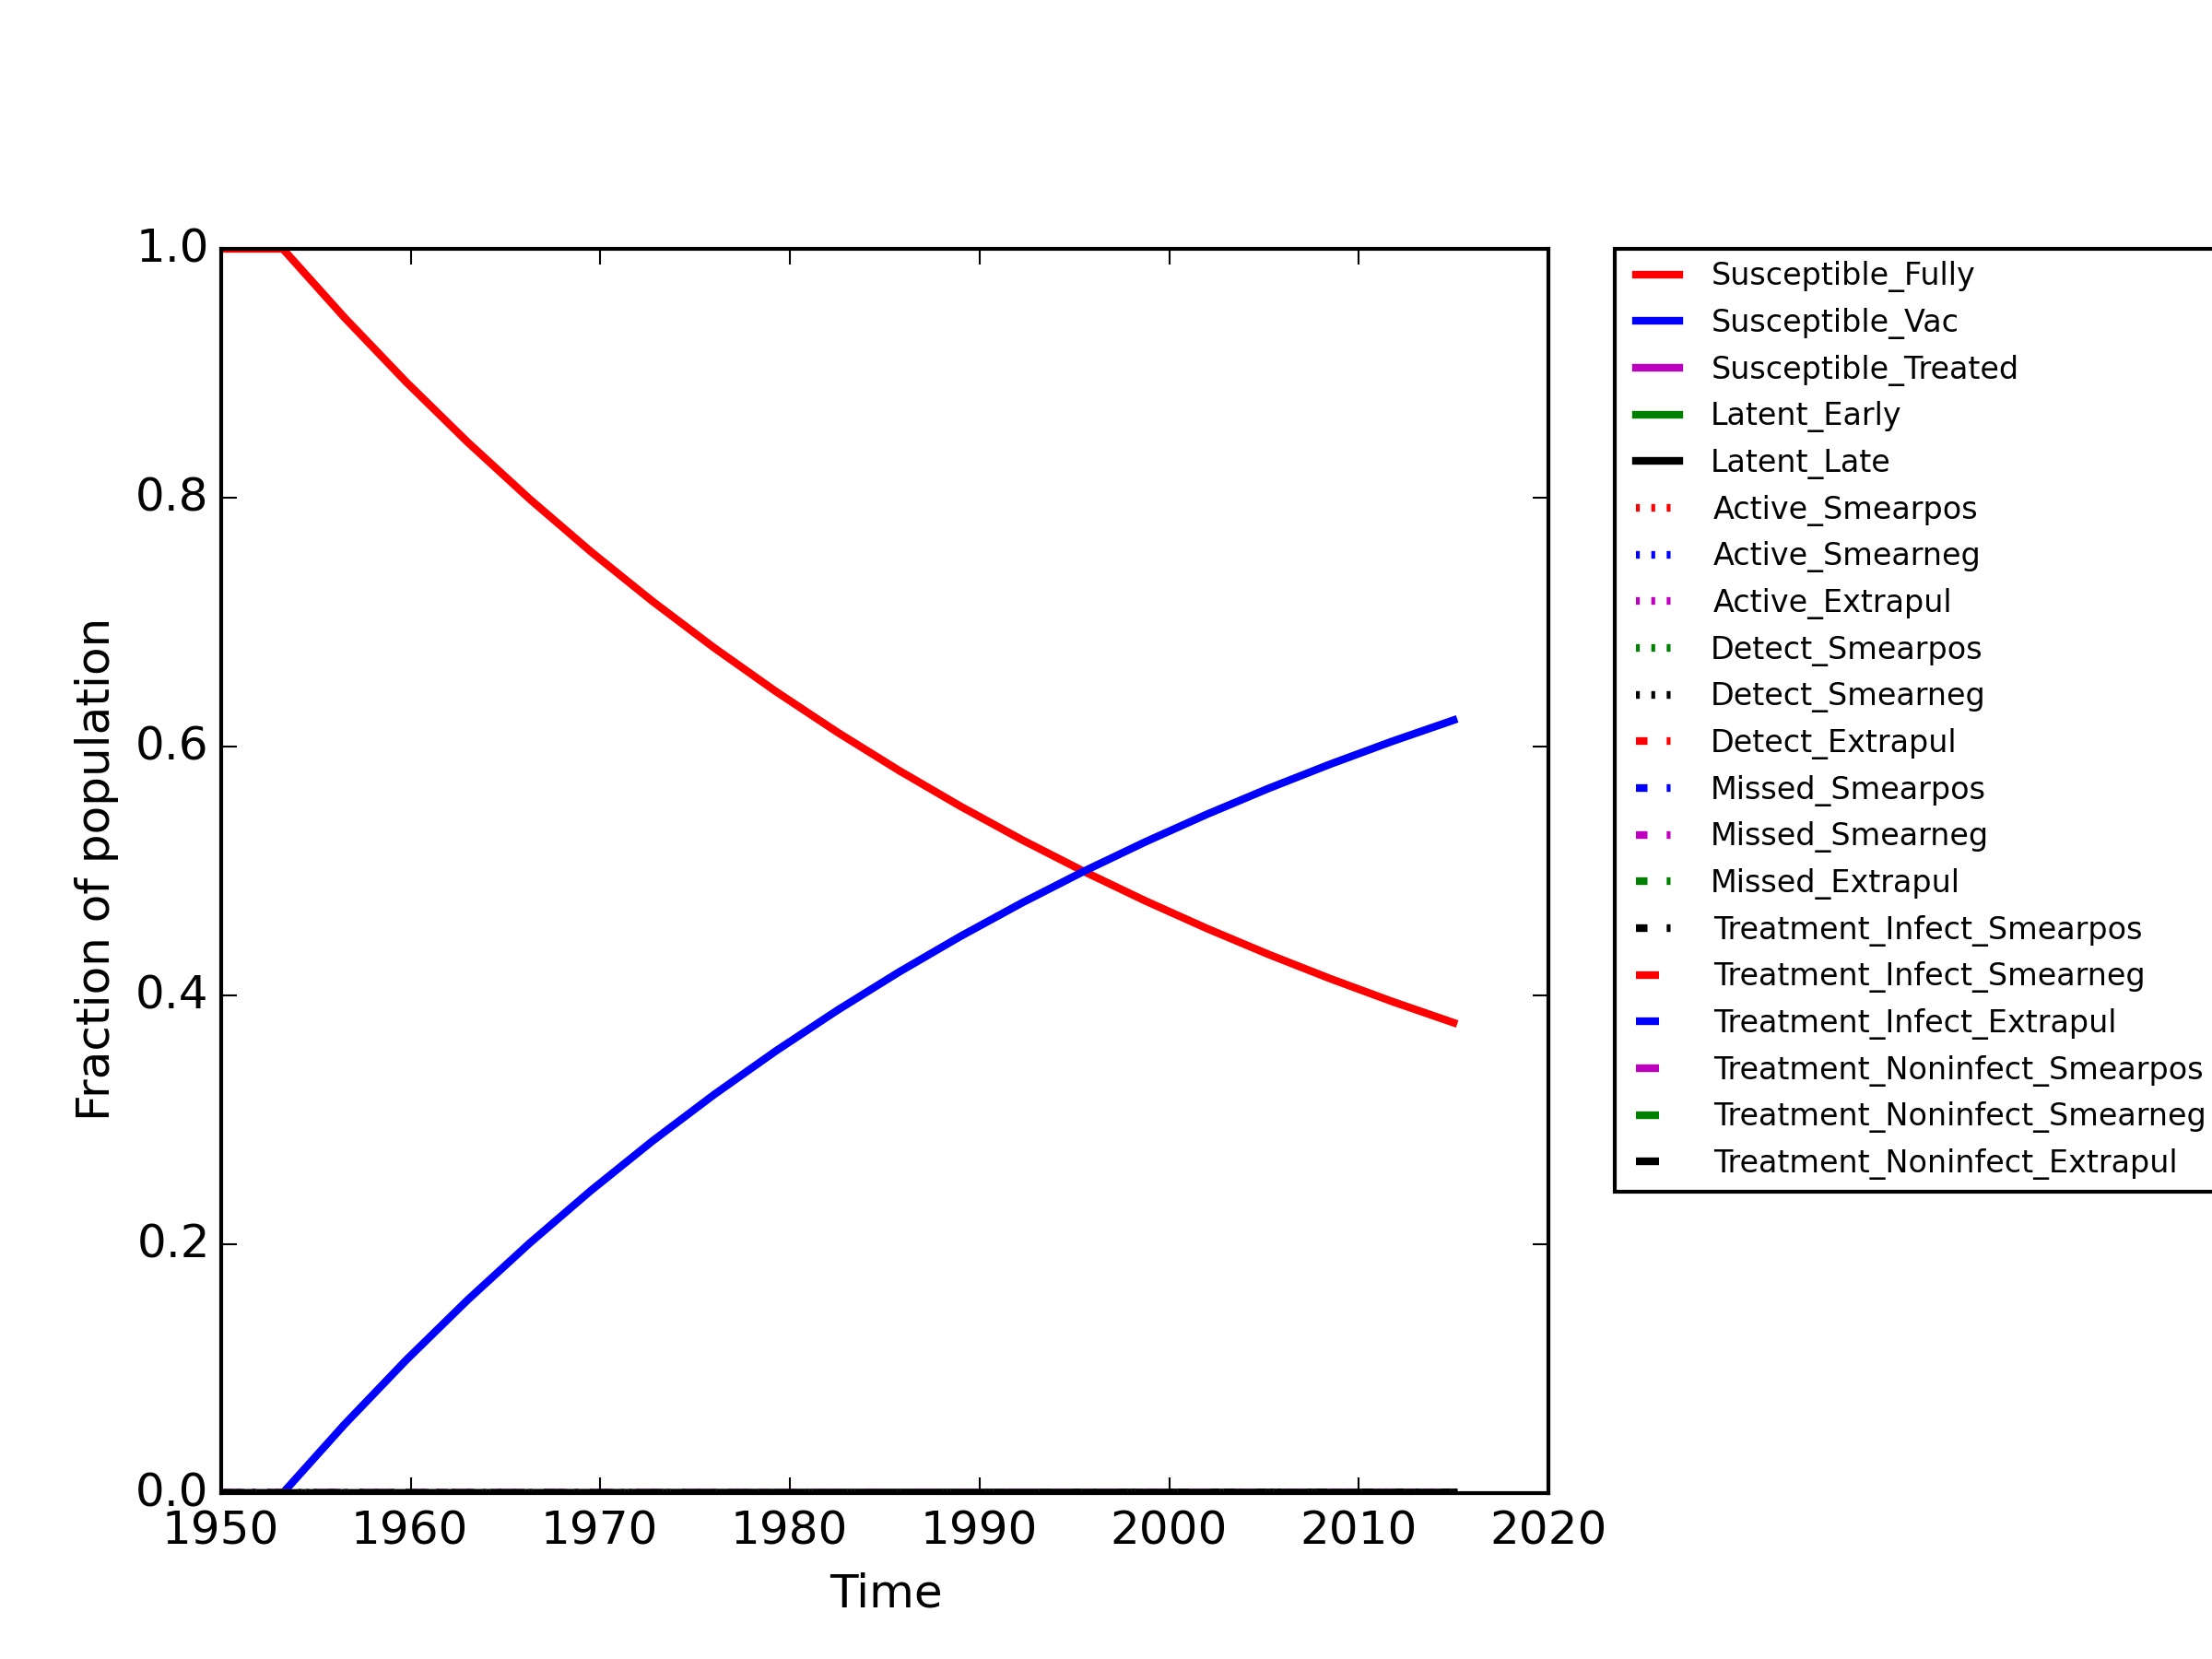 1.0
0.8
0.6
0.4
0.2
0.0
Fraction of population
1950 1960 1970 1980 1990 2000 2010 2020
Time
Susceptible_Fully
Susceptible_Vac
Susceptible_Treated
Latent_Early
Latent_Late
Active_Smearpos
Active_Smearneg
Active_Extrapul
Detect_Smearpos
Detect_Smearneg
Detect_Extrapul
Missed_Smearpos
Missed_Smearneg
Missed_Extrapul
Treatment_Infect_Smearpos
Treatment_Infect_Smearneg
Treatment_Infect_Extrapul
Treatment_Noninfect_Smearpos
Treatment_Noninfect_Smearneg
Treatment_Noninfect_Extrapul